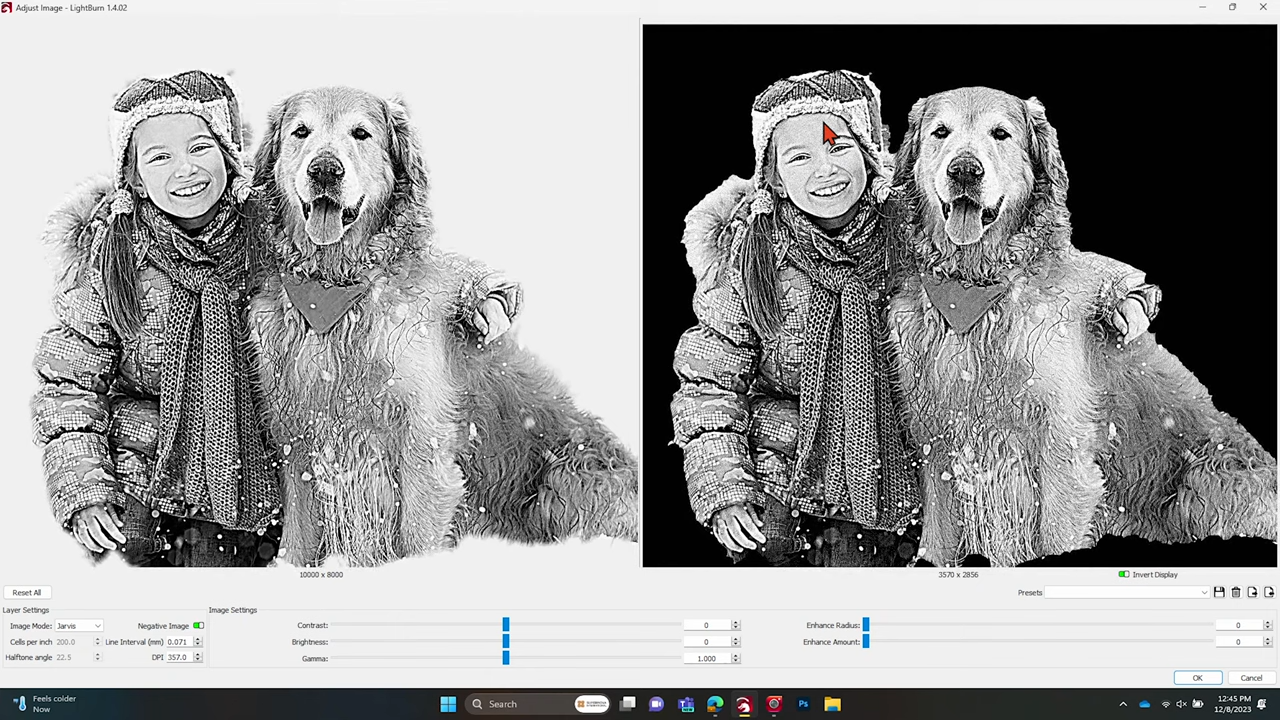 Adjust Image - LightBurn 1.4.02
10000 x 8000
3570 x 2856
Invert Display
Reset All
Presets
Layer Settings
Image Settings
Image Mode: Jarvis
Negative Image
Contrast:
0
Enhance Radius:
0
Cells per inch 200.0
Line Interval (mm) 0.071
Brightness:
0
Enhance Amount:
0
Halftone angle 22.5
DPI 357.0
Gamma:
1.000
OK
Cancel
Feels colder
Now
Search
Ps
12:45 PM
12/8/2023